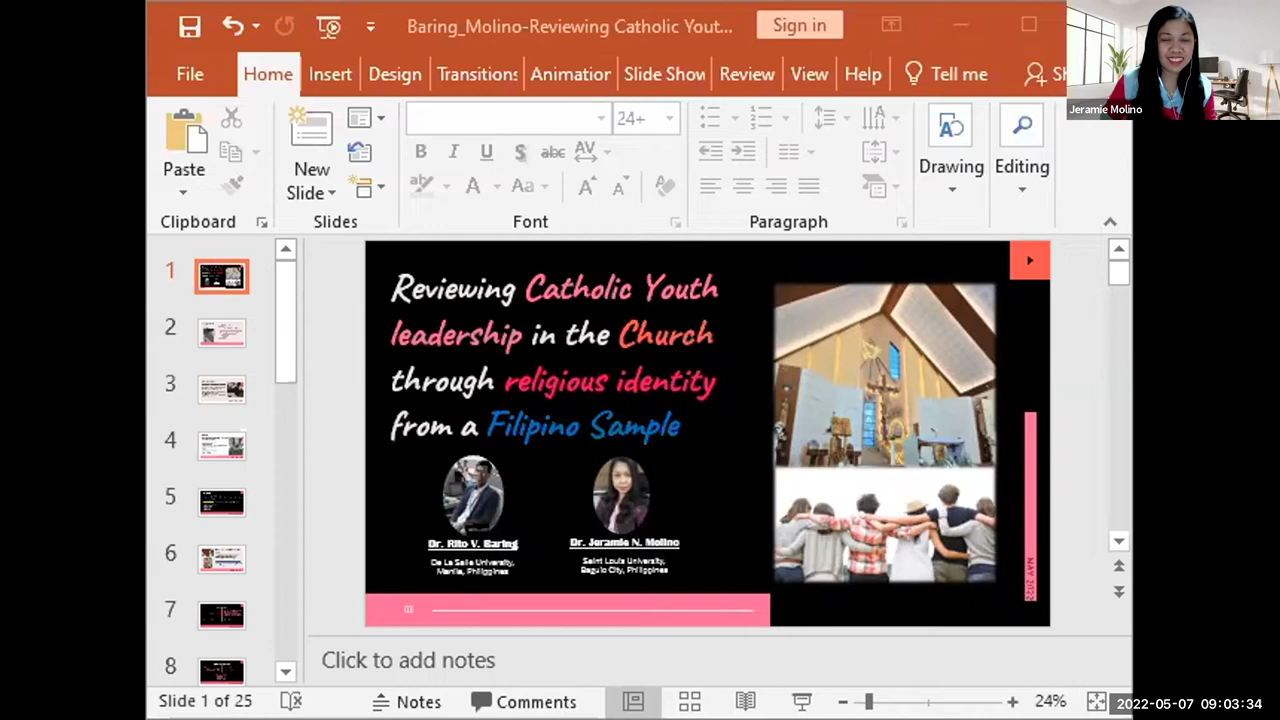 Baring_Molino-Reviewing Catholic Yout...
Sign in
File
Home
Insert
Design
Transitions
Animation
Slide Show
Review
View
Help
Tell me
Sh
Jeramie Molino
Paste
New
Slide
24+
Drawing
Editing
Clipboard
Slides
Font
Paragraph
1
2
3
4
5
6
7
8
Reviewing Catholic Youth
leadership in the Church
through religious identity
from a Filipino Sample
Dr. Rito V. Baring
De La Salle University,
Manila, Philippines
Dr. Jeramie N. Molino
Saint Louis University,
Baguio City, Philippines
MAY 2022
Click to add notes
Slide 1 of 25
Notes
Comments
24%
2022-05-07 09:03:34